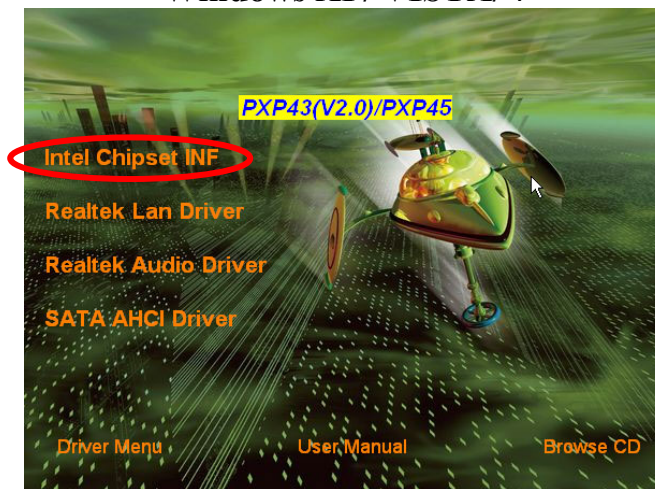 PXP43(V2.0)/PXP45
Intel Chipset INF
Realtek Lan Driver
Realtek Audio Driver
SATA AHCI Driver
Driver Menu User Manual Browse CD